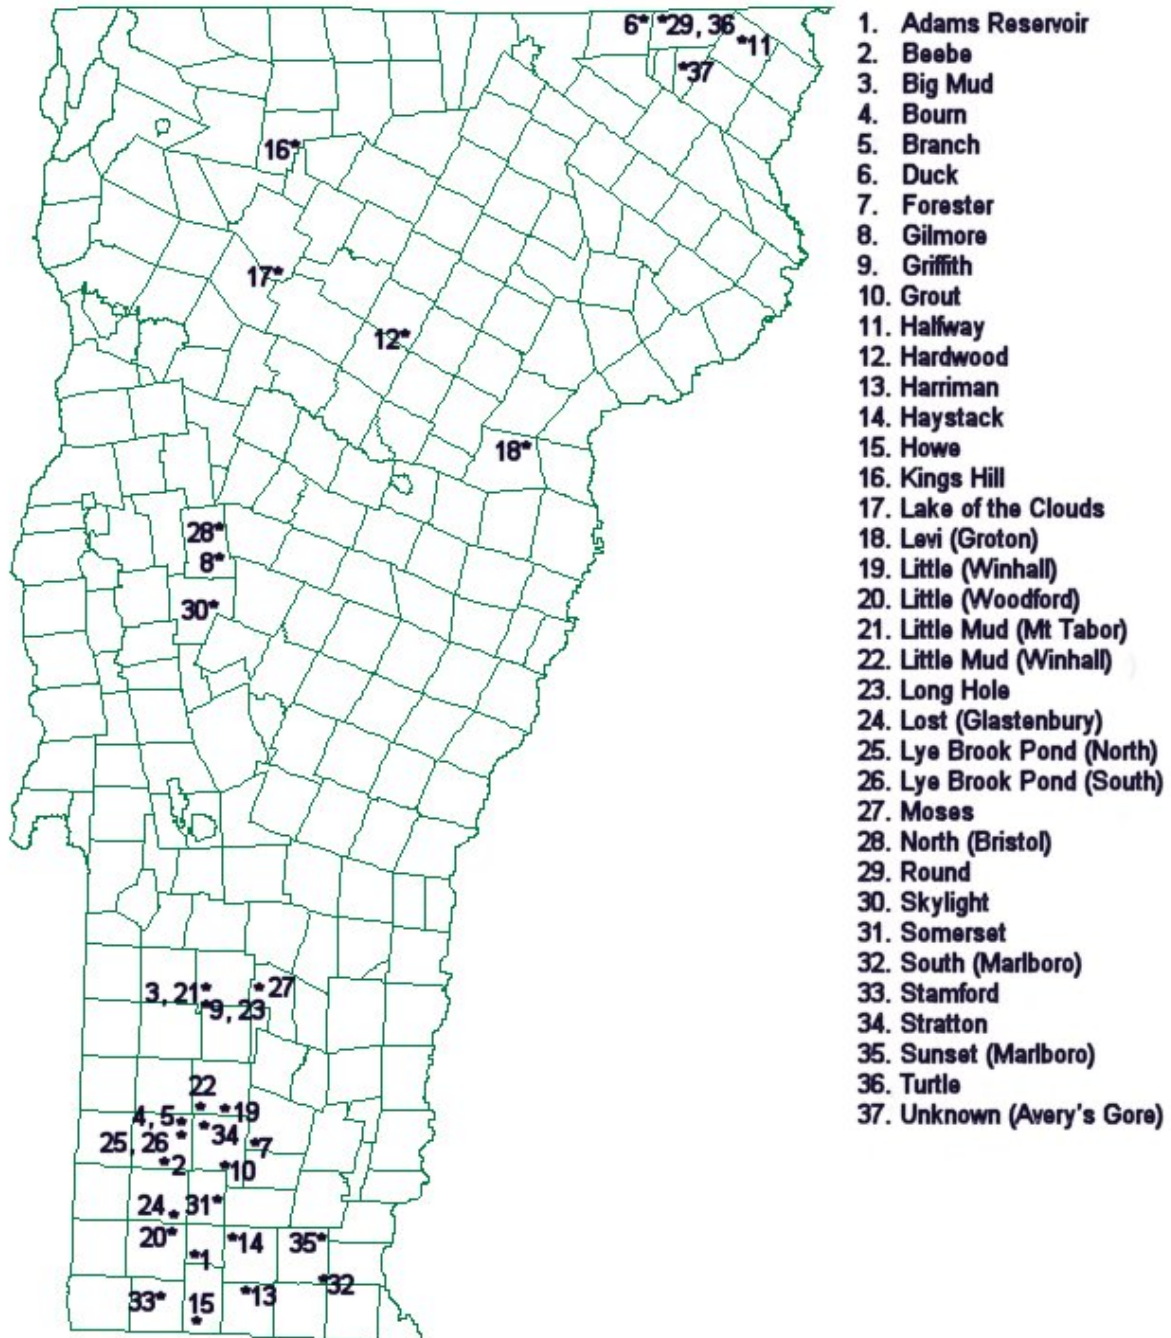 6* *29, 36
*11
*37
16*
17*
12*
18*
28*
8*
30*
3, 21* * 27
*9, 23
22
* *19
4, 5* *34
25, 26 * *7
*2 *10
24 * 31*
20* *14 35*
*1
*32
33* 15 *13
*
1. Adams Reservoir
2. Beebe
3. Big Mud
4. Bourn
5. Branch
6. Duck
7. Forester
8. Gilmore
9. Griffith
10. Grout
11. Halfway
12. Hardwood
13. Harriman
14. Haystack
15. Howe
16. Kings Hill
17. Lake of the Clouds
18. Levi (Groton)
19. Little (Winhall)
20. Little (Woodford)
21. Little Mud (Mt Tabor)
22. Little Mud (Winhall)
23. Long Hole
24. Lost (Glastenbury)
25. Lye Brook Pond (North)
26. Lye Brook Pond (South)
27. Moses
28. North (Bristol)
29. Round
30. Skylight
31. Somerset
32. South (Marlboro)
33. Stamford
34. Stratton
35. Sunset (Marlboro)
36. Turtle
37. Unknown (Avery's Gore)